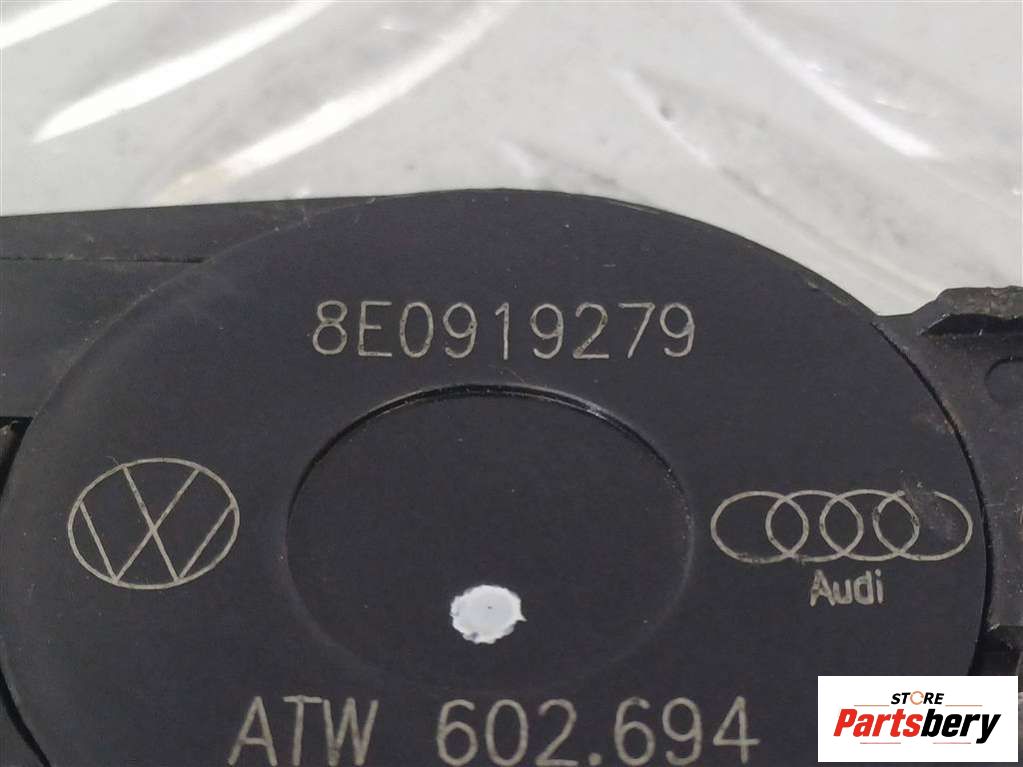 8E0919279
Audi
ATW 602.694
STORE
Partsbery